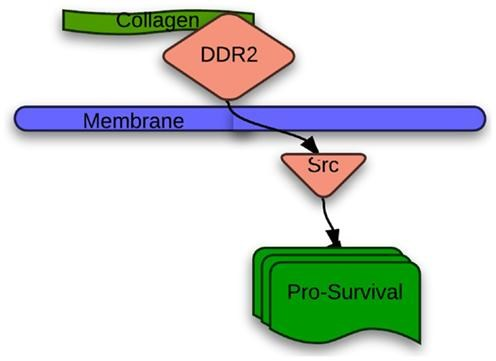 Collagen
DDR2
Membrane
Src
Pro-Survival